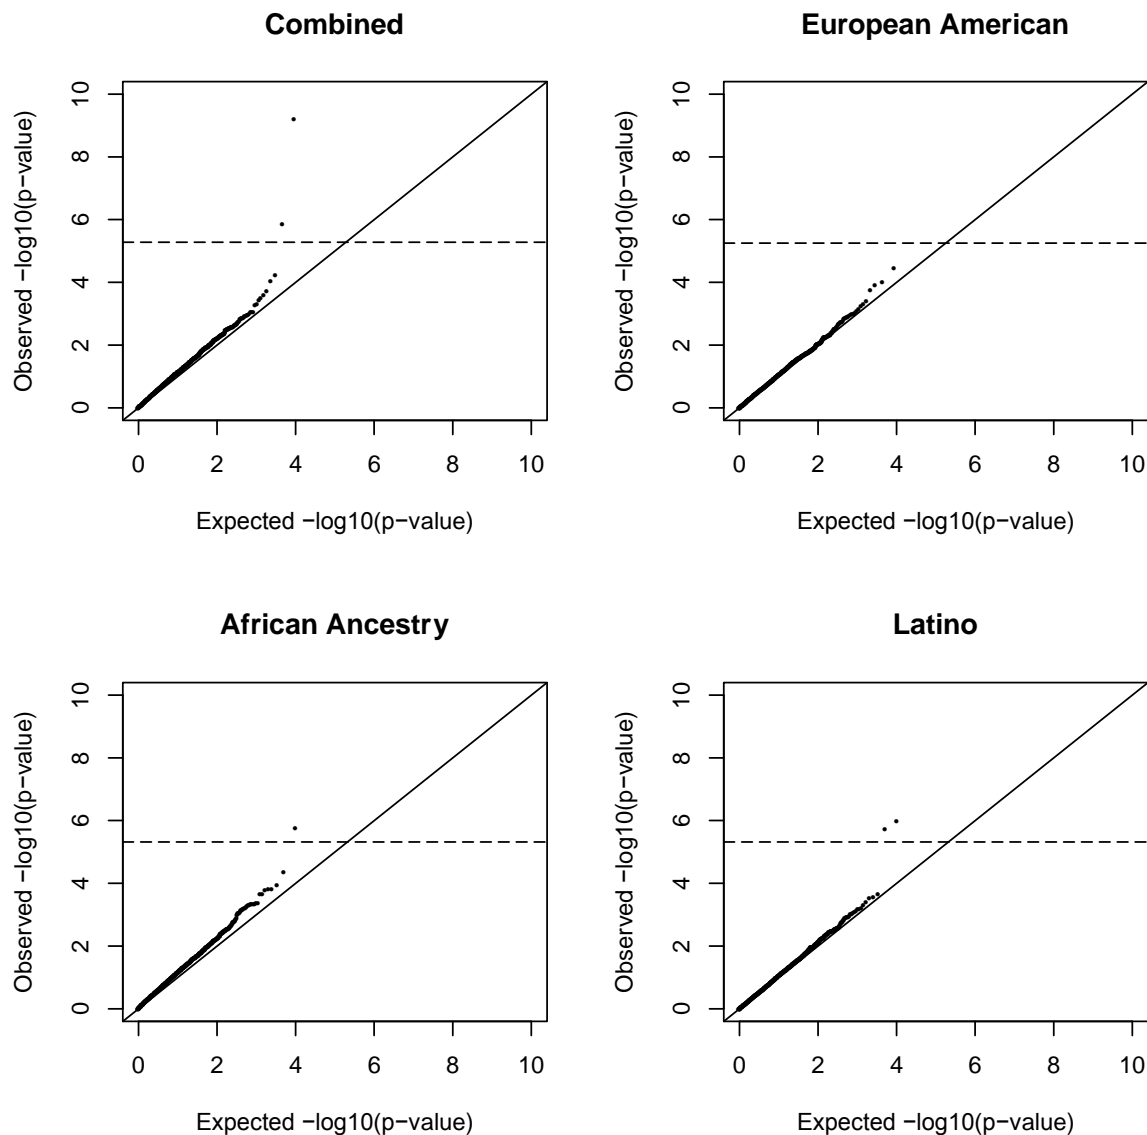 Combined
Observed −log10(p−value)
10
8
6
4
2
0
0 2 4 6 8 10
Expected −log10(p−value)
European American
Observed −log10(p−value)
10
8
6
4
2
0
0 2 4 6 8 10
Expected −log10(p−value)
African Ancestry
Observed −log10(p−value)
10
8
6
4
2
0
0 2 4 6 8 10
Expected −log10(p−value)
Latino
Observed −log10(p−value)
10
8
6
4
2
0
0 2 4 6 8 10
Expected −log10(p−value)